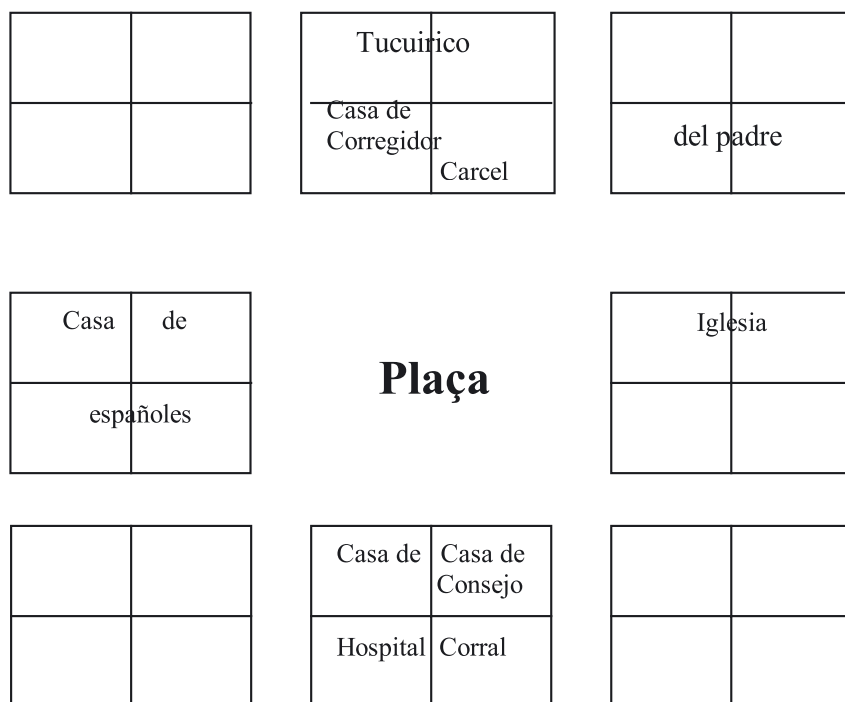 Tucuirico
Casa de
Corregidor
Carcel
del padre
Casa de
españoles
Plaça
Iglesia
Casa de
Casa de
Consejo
Hospital
Corral